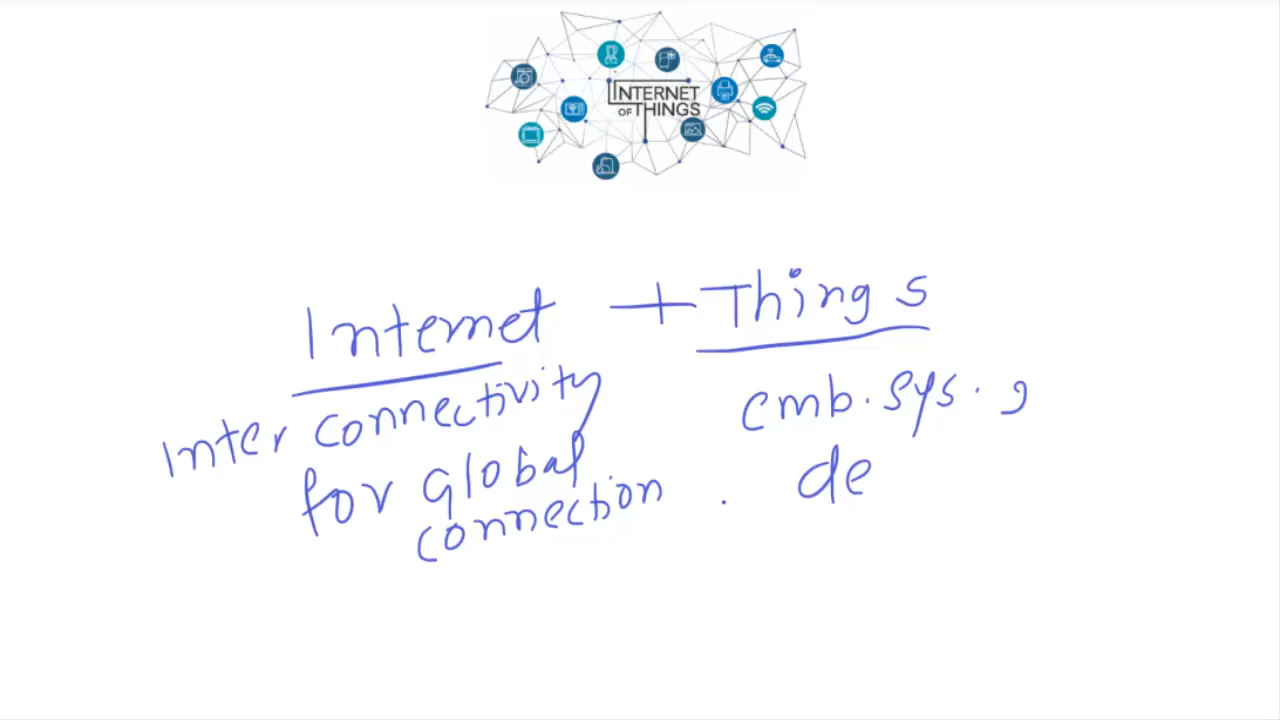 INTERNET
OF THINGS
Internet + Things
Inter connectivity
for global
connection.
emb. sys. ,
de